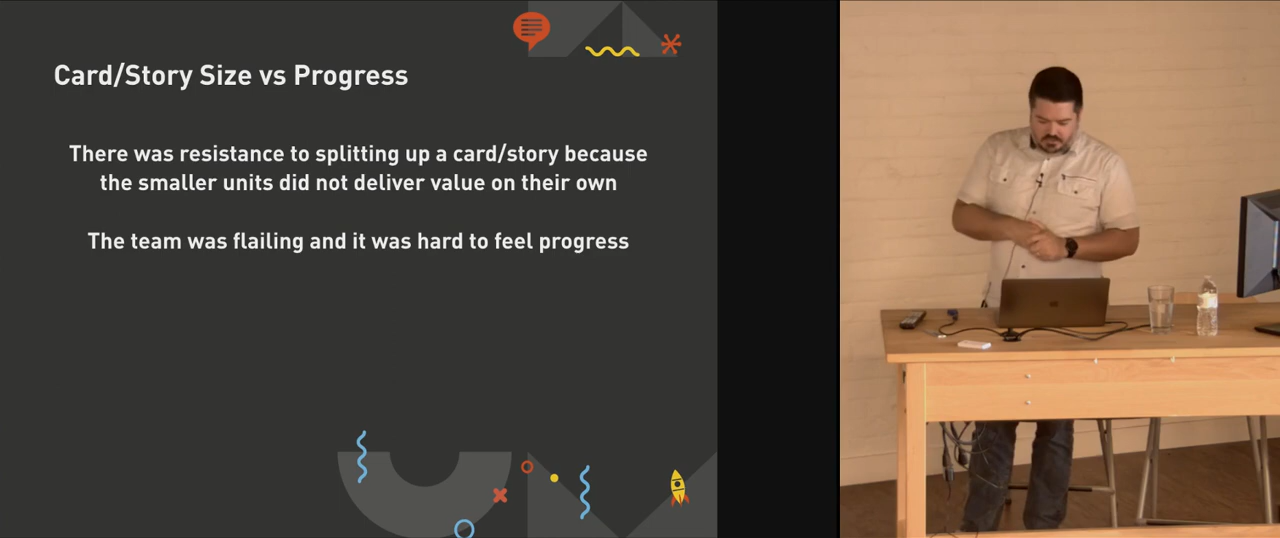 Card/Story Size vs Progress
There was resistance to splitting up a card/story because
the smaller units did not deliver value on their own
The team was flailing and it was hard to feel progress